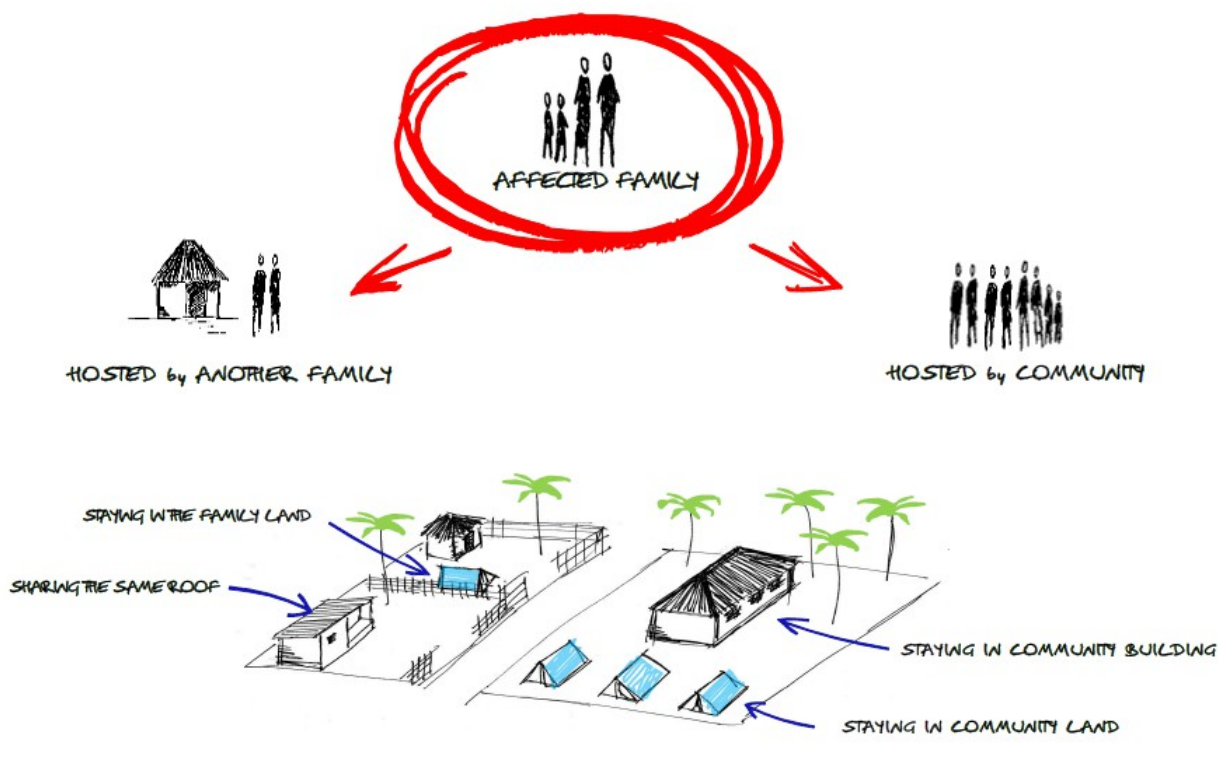 AFFECTED FAMILY
HOSTED by ANOTHER FAMILY
HOSTED by COMMUNITY
STAYING IN THE FAMILY LAND
SHARING THE SAME ROOF
STAYING IN COMMUNITY BUILDING
STAYING IN COMMUNITY LAND